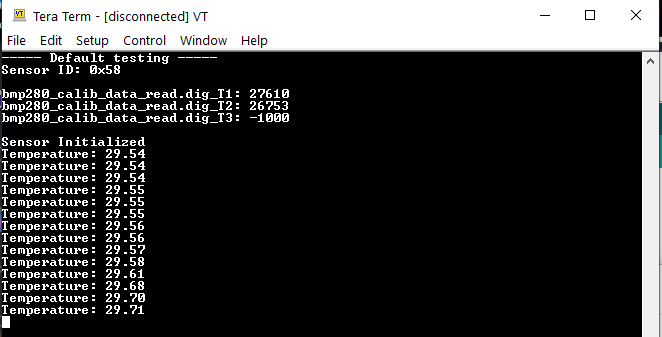 VT Tera Term - [disconnected] VT
File Edit Setup Control Window Help
----- Default testing -----
Sensor ID: 0x58
bmp280_calib_data_read.dig_T1: 27610
bmp280_calib_data_read.dig_T2: 26753
bmp280_calib_data_read.dig_T3: -1000
Sensor Initialized
Temperature: 29.54
Temperature: 29.54
Temperature: 29.54
Temperature: 29.55
Temperature: 29.55
Temperature: 29.55
Temperature: 29.56
Temperature: 29.56
Temperature: 29.57
Temperature: 29.58
Temperature: 29.61
Temperature: 29.68
Temperature: 29.70
Temperature: 29.71